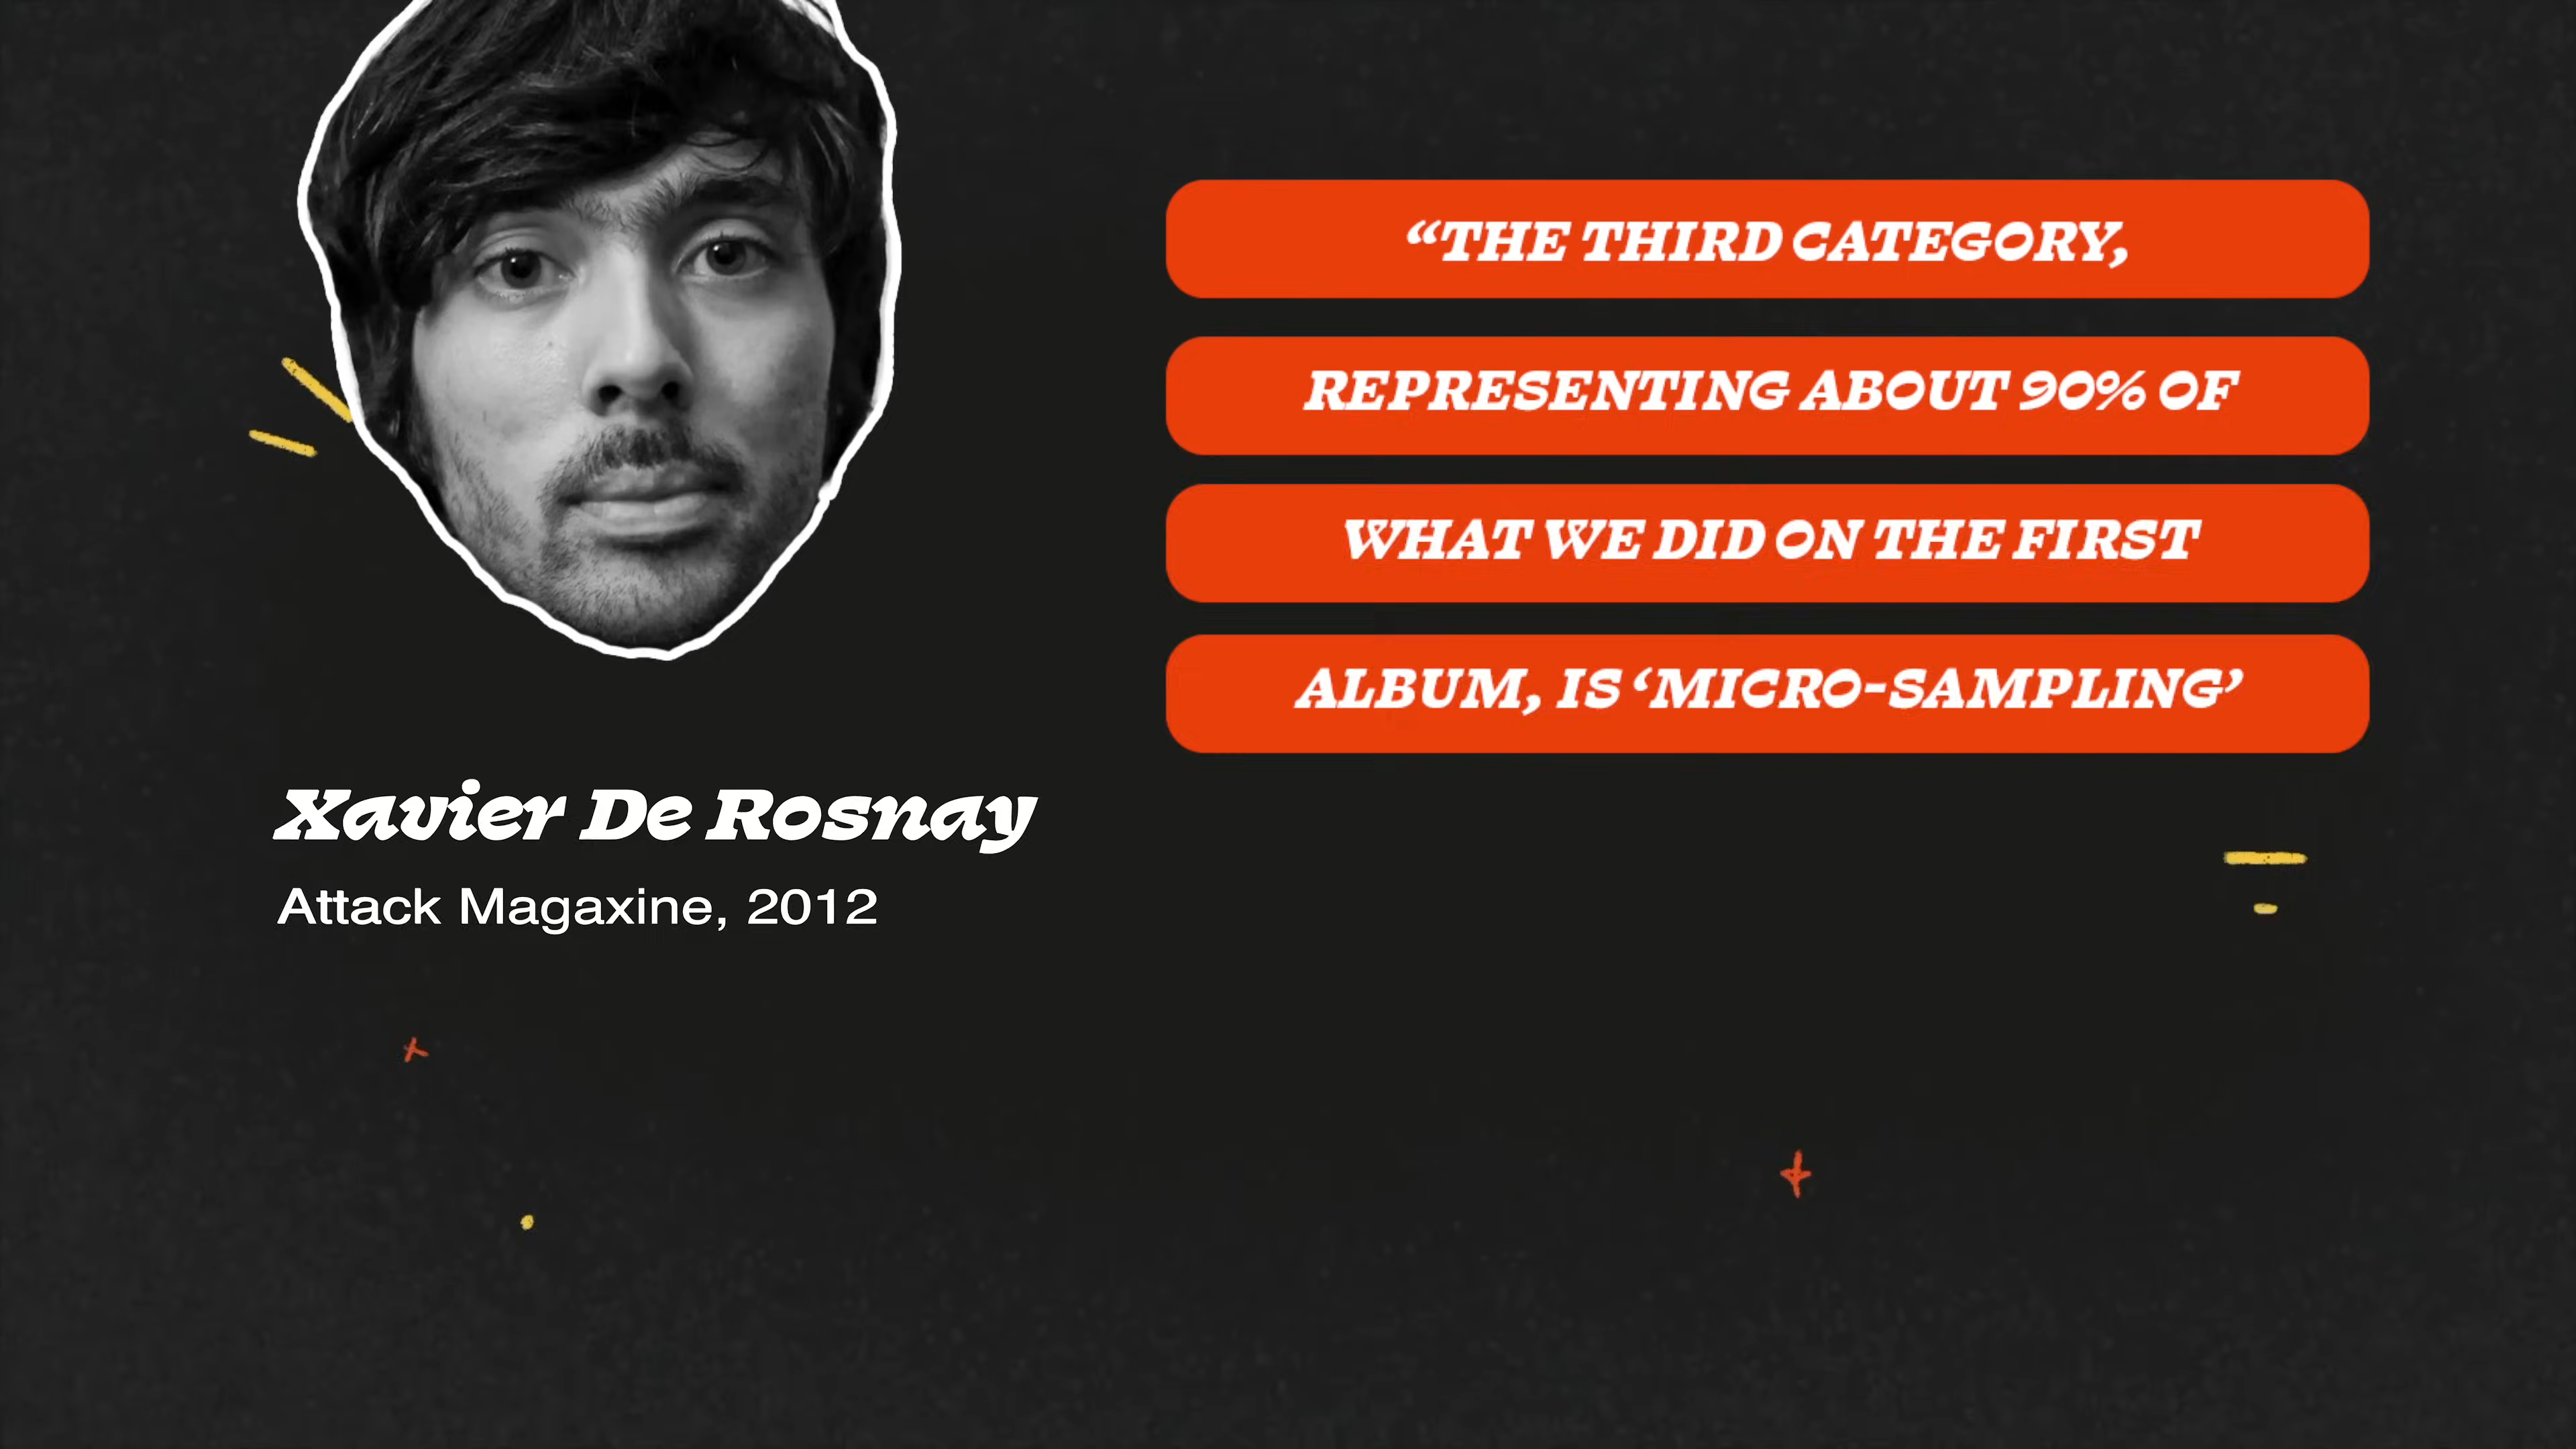 Xavier De Rosnay
Attack Magaxine, 2012
“THE THIRD CATEGORY,
REPRESENTING ABOUT 90% OF
WHAT WE DID ON THE FIRST
ALBUM, IS ‘MICRO-SAMPLING’